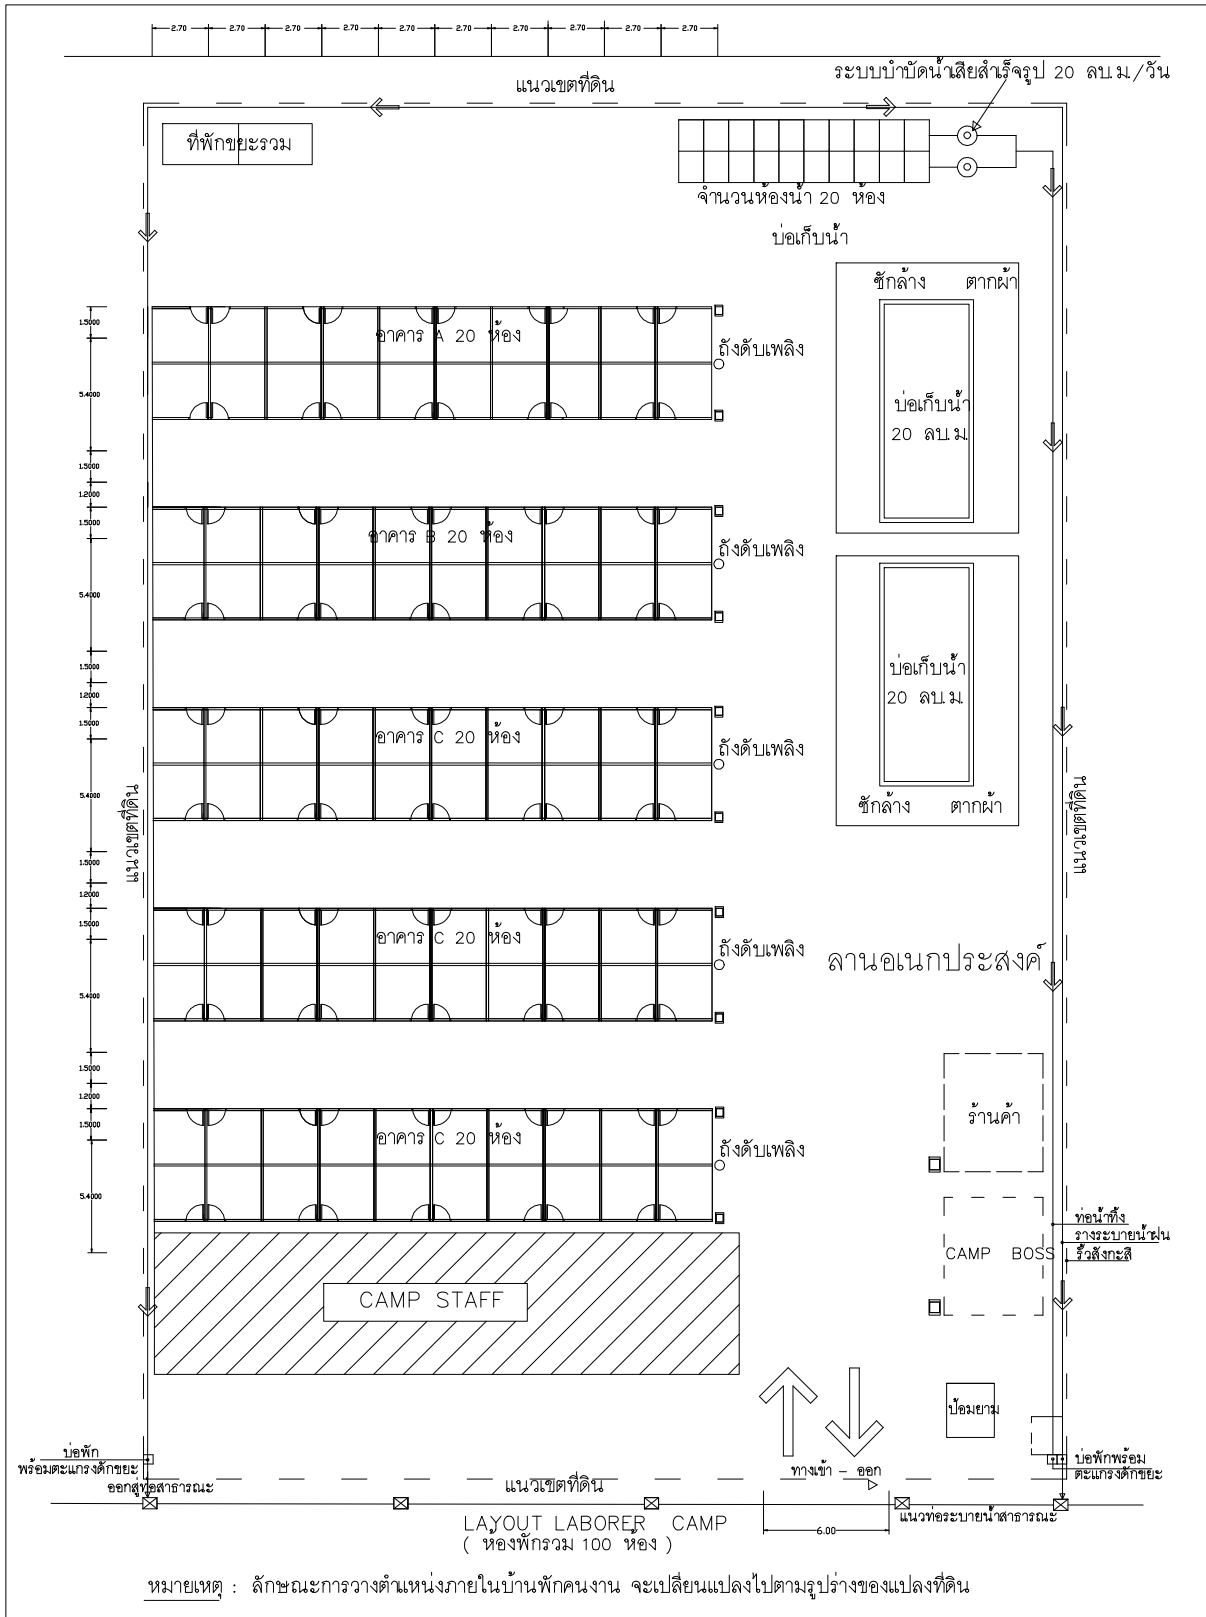 2.70 2.70 2.70 2.70 2.70 2.70 2.70 2.70 2.70 2.70
ระบบบำบัดน้ำเสียสำเร็จรูป 20 ลบ.ม./วัน
แนวเขตที่ดิน
ที่พักขยะรวม
จำนวนห้องน้ำ 20 ห้อง
บ่อเก็บน้ำ
ซักล้าง ตากผ้า
1.5000
อาคาร A 20 ห้อง
ถังดับเพลิง
5.4000
บ่อเก็บน้ำ
20 ลบ.ม.
1.5000
1.2000
1.5000
อาคาร B 20 ห้อง
ถังดับเพลิง
5.4000
บ่อเก็บน้ำ
20 ลบ.ม.
1.5000
1.2000
1.5000
อาคาร C 20 ห้อง
ถังดับเพลิง
5.4000
ซักล้าง ตากผ้า
แนวเขตที่ดิน
แนวเขตที่ดิน
1.5000
1.2000
1.5000
อาคาร C 20 ห้อง
ถังดับเพลิง
ลานอเนกประสงค์
5.4000
1.5000
1.2000
1.5000
ร้านค้า
อาคาร C 20 ห้อง
ถังดับเพลิง
5.4000
ท่อน้ำทิ้ง
รางระบายน้ำฝน
รั้วสังกะสี
CAMP BOSS
CAMP STAFF
ป้อมยาม
บ่อพัก
พร้อมตะแกรงดักขยะ
ออกสู่ท่อสาธารณะ
บ่อพักพร้อม
ตะแกรงดักขยะ
ทางเข้า - ออก
แนวเขตที่ดิน
แนวท่อระบายน้ำสาธารณะ
6.00
LAYOUT LABORER CAMP
( ห้องพักรวม 100 ห้อง )
หมายเหตุ : ลักษณะการวางตำแหน่งภายในบ้านพักคนงาน จะเปลี่ยนแปลงไปตามรูปร่างของแปลงที่ดิน